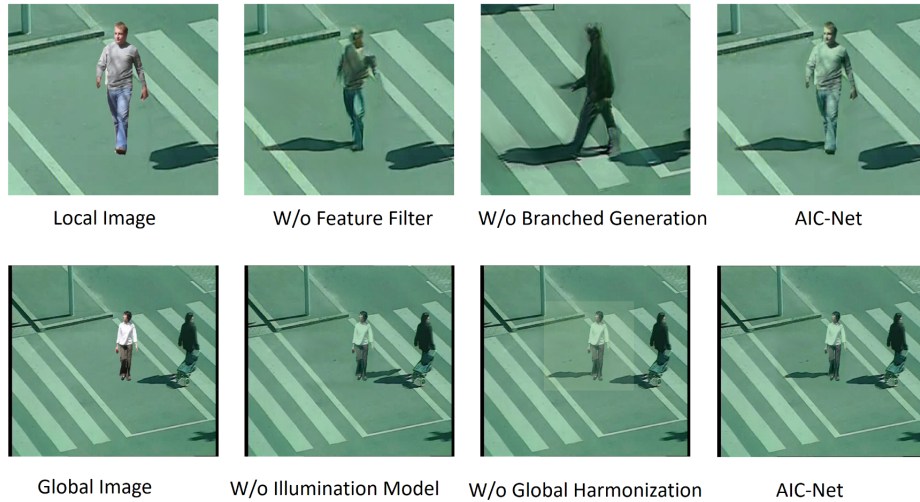 Local Image
W/o Feature Filter
W/o Branched Generation
AIC-Net
Global Image
W/o Illumination Model
W/o Global Harmonization
AIC-Net